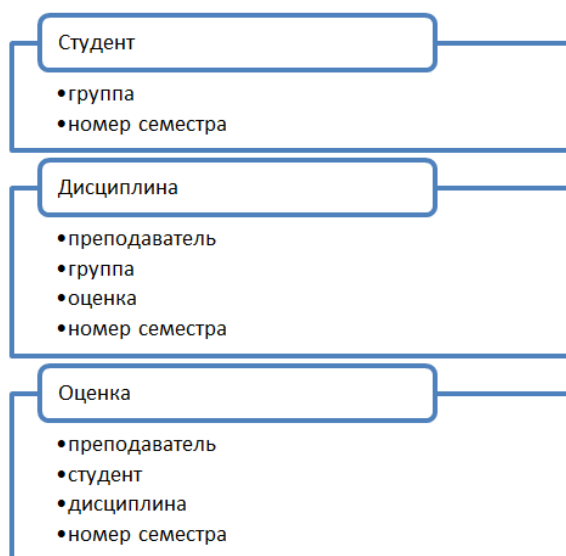 Студент
•группа
•номер семестра
Дисциплина
•преподаватель
•группа
•оценка
•номер семестра
Оценка
•преподаватель
•студент
•дисциплина
•номер семестра